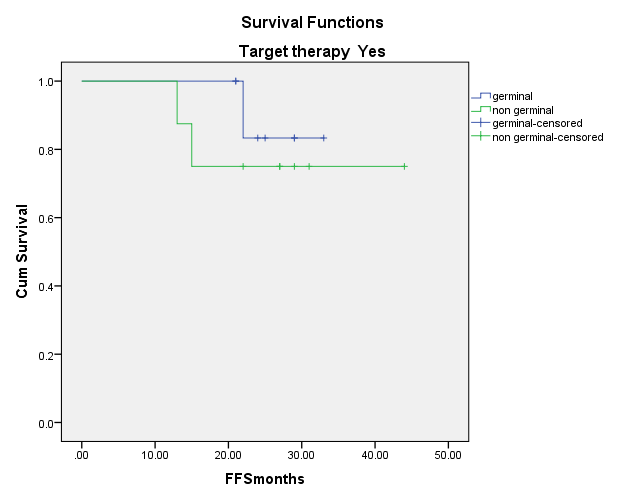 Survival Functions
Target therapy Yes
1.0
0.8
0.6
0.4
0.2
0.0
Cum Survival
.00
10.00
20.00
30.00
40.00
50.00
FFSmonths
germinal
non germinal
germinal-censored
non germinal-censored